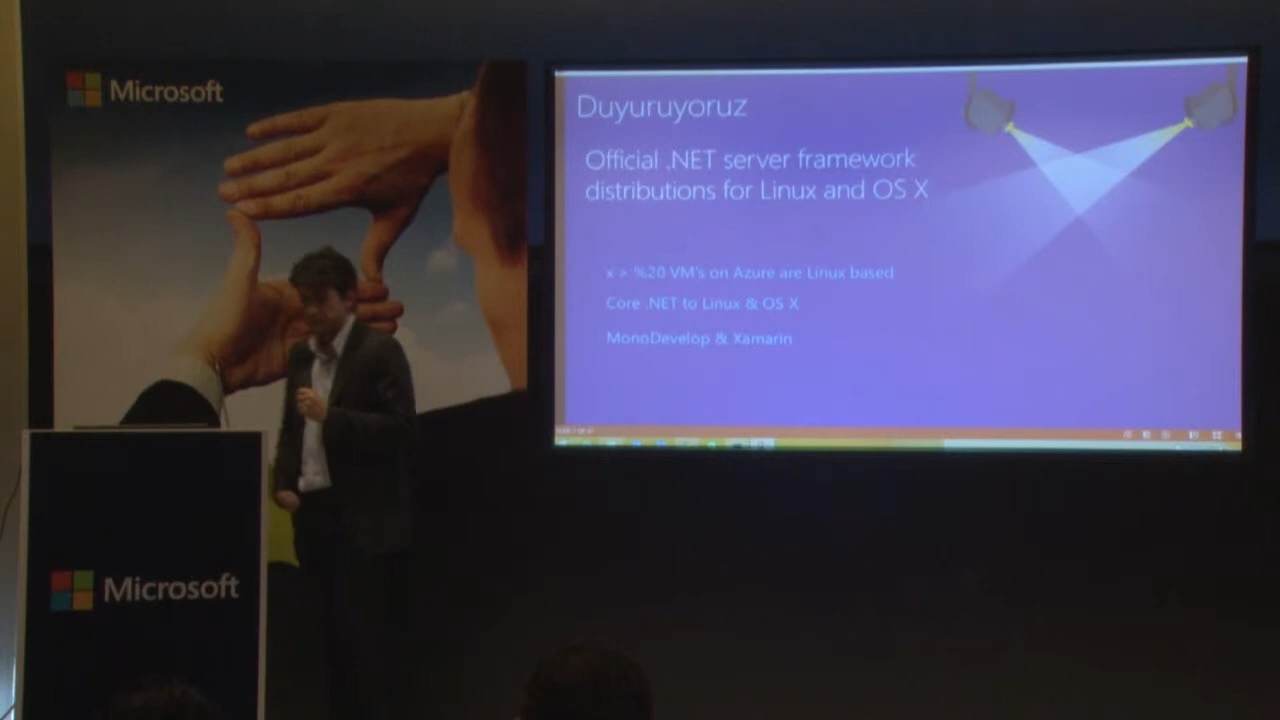 Microsoft
Duyuruyoruz
Official .NET server framework
distributions for Linux and OS X
x > %20 VM's on Azure are Linux based
Core .NET to Linux & OS X
MonoDevelop & Xamarin
Microsoft